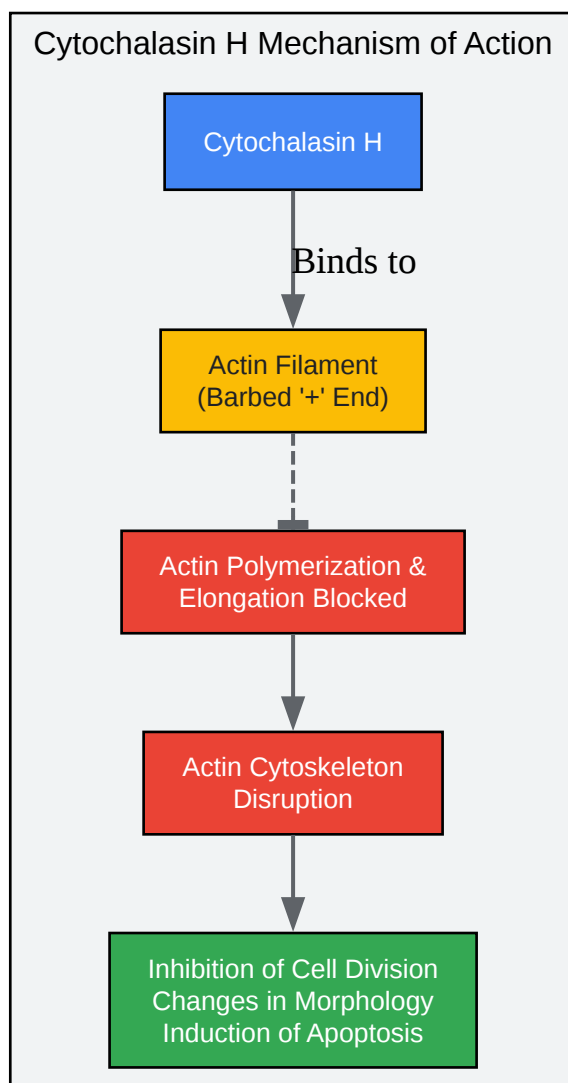 Cytochalasin H Mechanism of Action
Cytochalasin H
Binds to
Actin Filament
(Barbed '+' End)
Actin Polymerization &
Elongation Blocked
Actin Cytoskeleton
Disruption
Inhibition of Cell Division
Changes in Morphology
Induction of Apoptosis